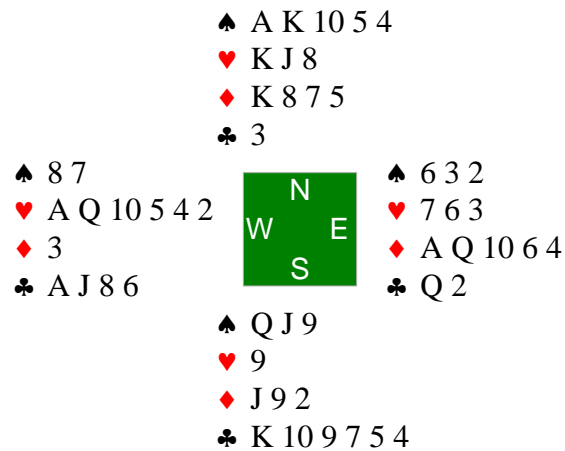 ♠ A K 10 5 4
♥ K J 8
♦ K 8 7 5
♣ 3
♠ 8 7
♥ A Q 10 5 4 2
♦ 3
♣ A J 8 6
N
W E
S
♠ 6 3 2
♥ 7 6 3
♦ A Q 10 6 4
♣ Q 2
♠ Q J 9
♥ 9
♦ J 9 2
♣ K 10 9 7 5 4